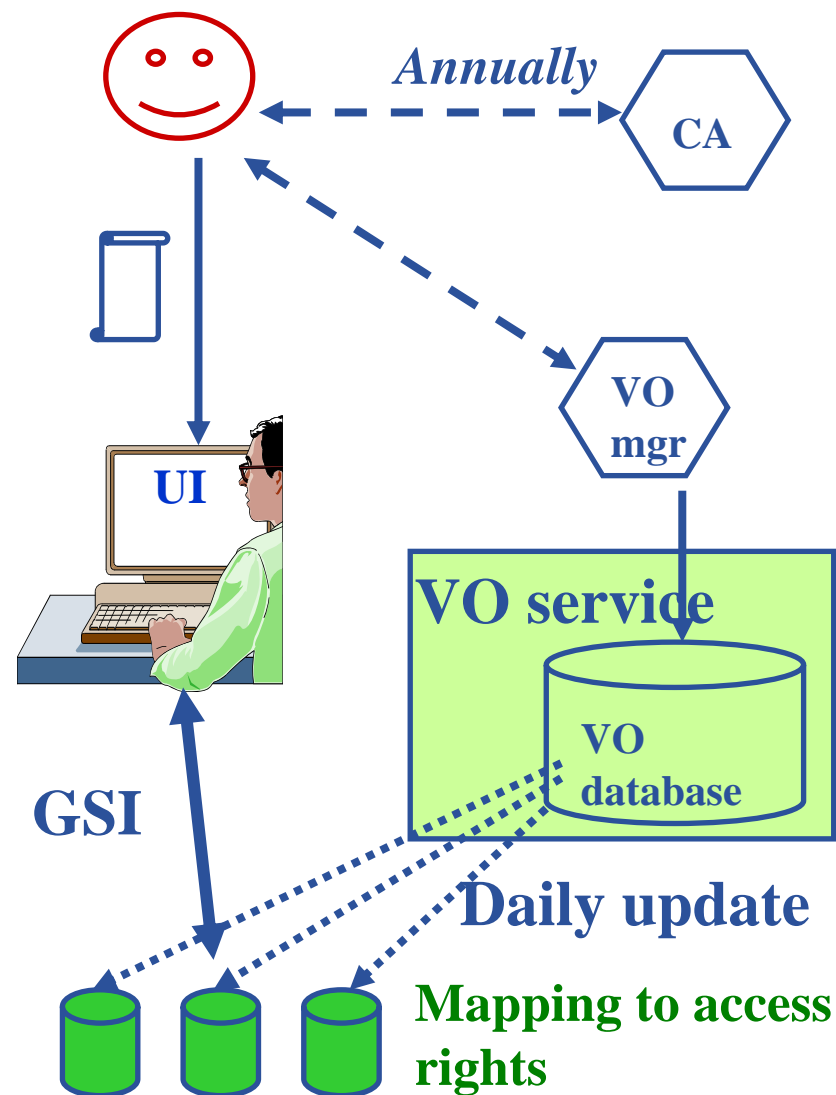 Annually
CA
VO
mgr
UI
VO service
VO
database
GSI
Daily update
Mapping to access
rights